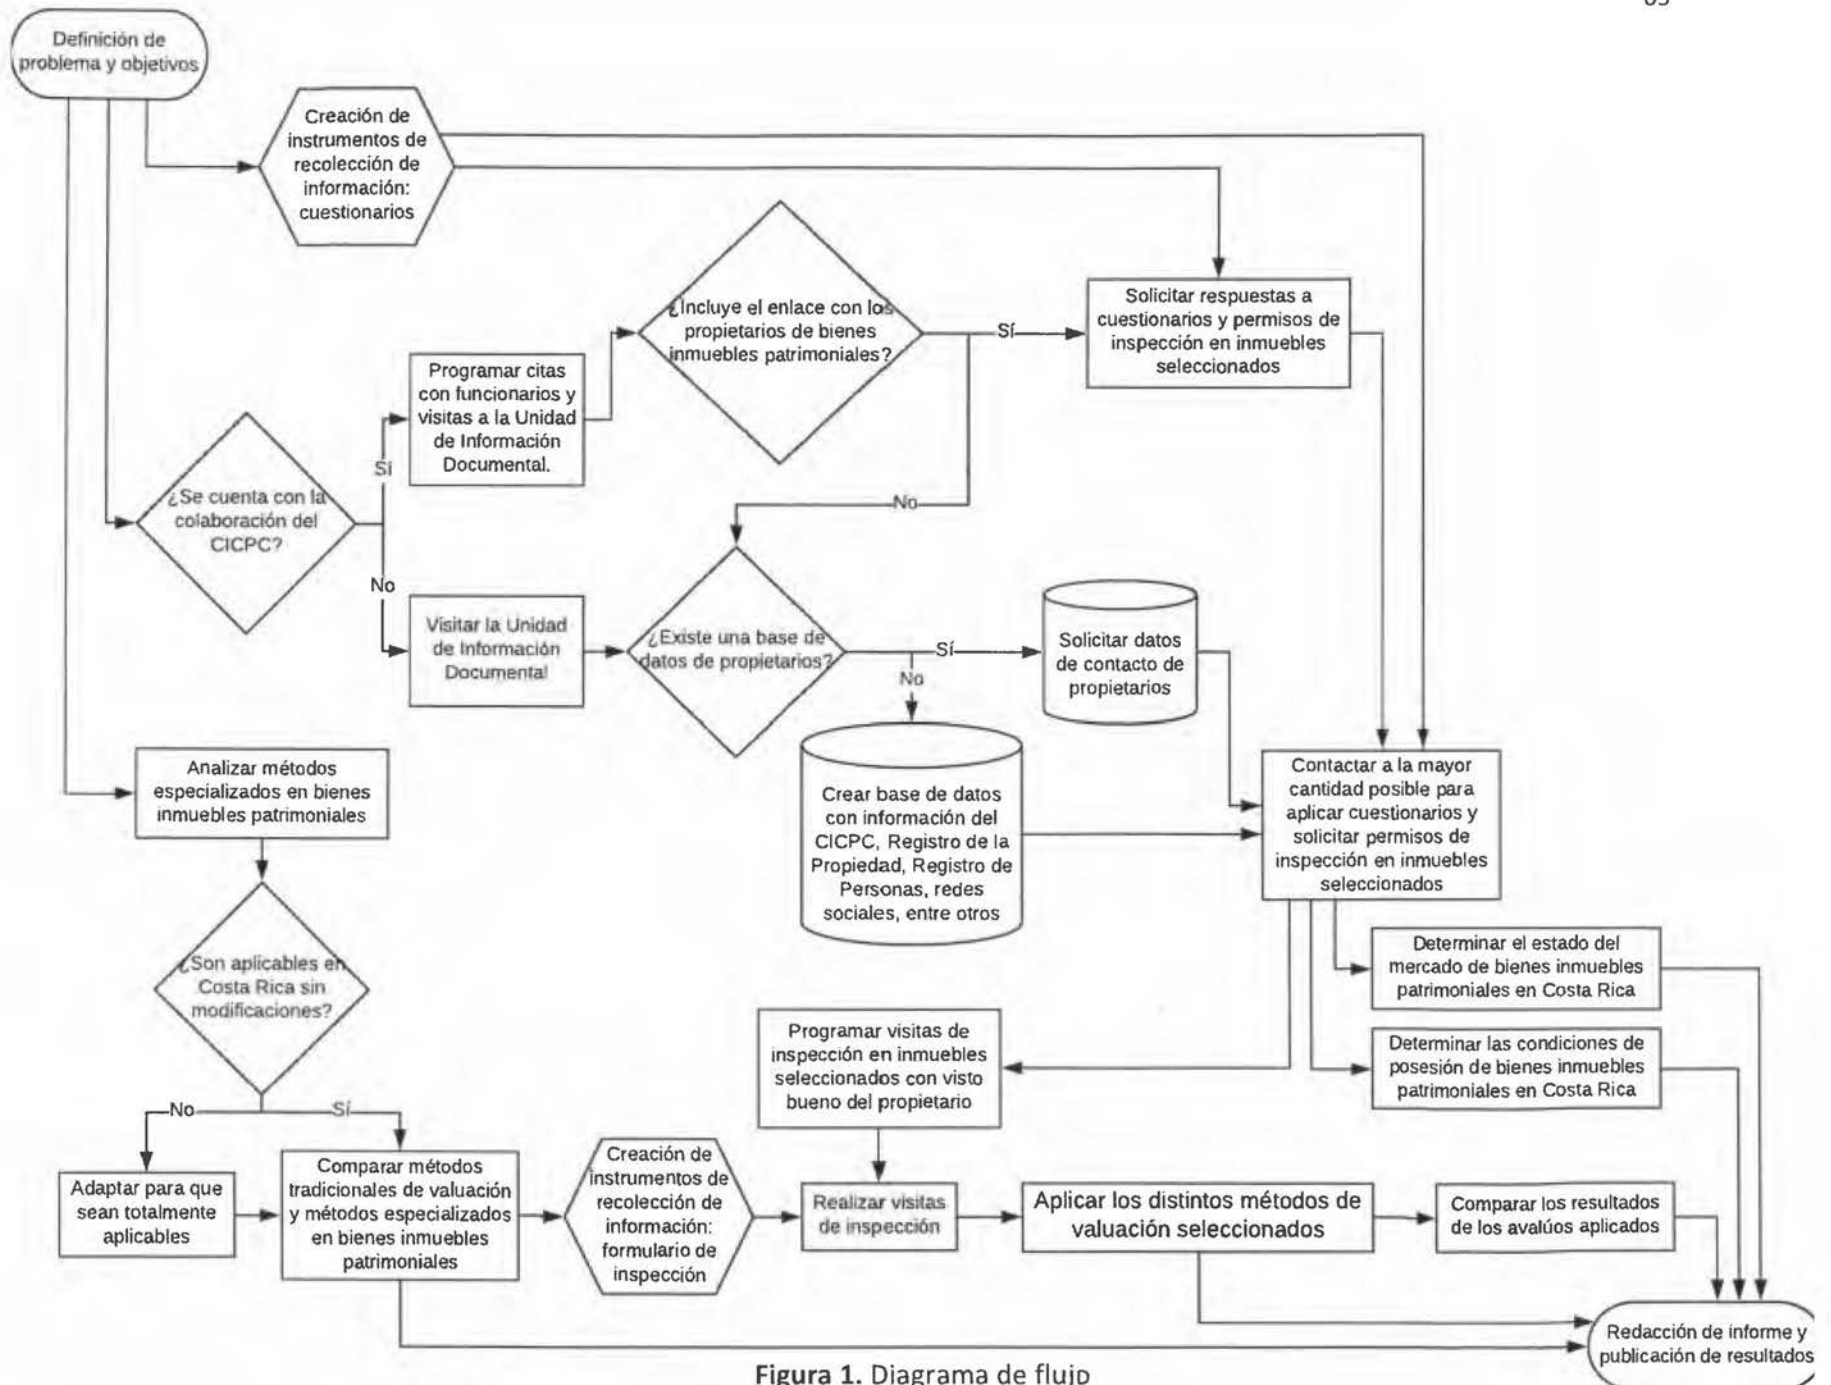 Definición de
problema y objetivos
Creación de
instrumentos de
recolección de
información:
cuestionarios
¿Incluye el enlace con los
propietarios de bienes
inmuebles patrimoniales?
Sí
Solicitar respuestas a
cuestionarios y permisos de
inspección en inmuebles
seleccionados
Programar citas
con funcionarios y
visitas a la Unidad
de Información
Documental.
Sí
¿Se cuenta con la
colaboración del
CICPC?
No
No
Visitar la Unidad
de Información
Documental
¿Existe una base de
datos de propietarios?
Sí
No
Solicitar datos
de contacto de
propietarios
Analizar métodos
especializados en bienes
inmuebles patrimoniales
Crear base de datos
con información del
CICPC, Registro de la
Propiedad, Registro de
Personas, redes
sociales, entre otros
Contactar a la mayor
cantidad posible para
aplicar cuestionarios y
solicitar permisos de
inspección en inmuebles
seleccionados
¿Son aplicables en
Costa Rica sin
modificaciones?
Determinar el estado del
mercado de bienes inmuebles
patrimoniales en Costa Rica
Programar visitas de
inspección en inmuebles
seleccionados con visto
bueno del propietario
Determinar las condiciones de
posesión de bienes inmuebles
patrimoniales en Costa Rica
No
Sí
Adaptar para que
sean totalmente
aplicables
Comparar métodos
tradicionales de valuación
y métodos especializados
en bienes inmuebles
patrimoniales
Creación de
instrumentos de
recolección de
información:
formulario de
inspección
Realizar visitas
de inspección
Aplicar los distintos métodos de
valuación seleccionados
Comparar los resultados
de los avalúos aplicados
Redacción de informe y
publicación de resultados
Figura 1. Diagrama de flujo